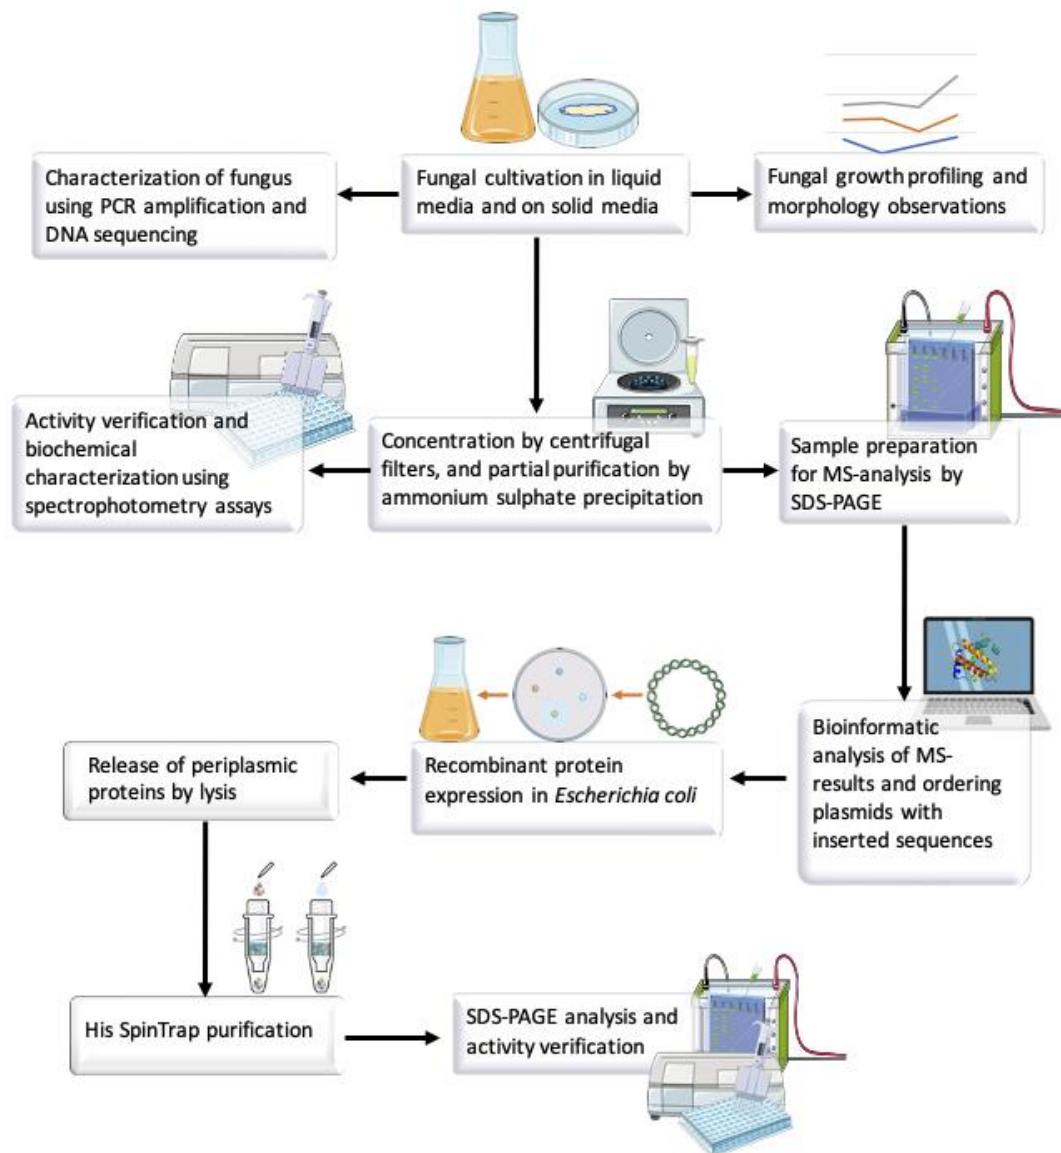 Characterization of fungus
using PCR amplification and
DNA sequencing
Fungal cultivation in liquid
media and on solid media
Fungal growth profiling and
morphology observations
Activity verification and
biochemical
characterization using
spectrophotometry assays
Concentration by centrifugal
filters, and partial purification by
ammonium sulphate precipitation
Sample preparation
for MS-analysis by
SDS-PAGE
Bioinformatic
analysis of MS-
results and ordering
plasmids with
inserted sequences
Recombinant protein
expression in Escherichia coli
Release of periplasmic
proteins by lysis
His SpinTrap purification
SDS-PAGE analysis and
activity verification